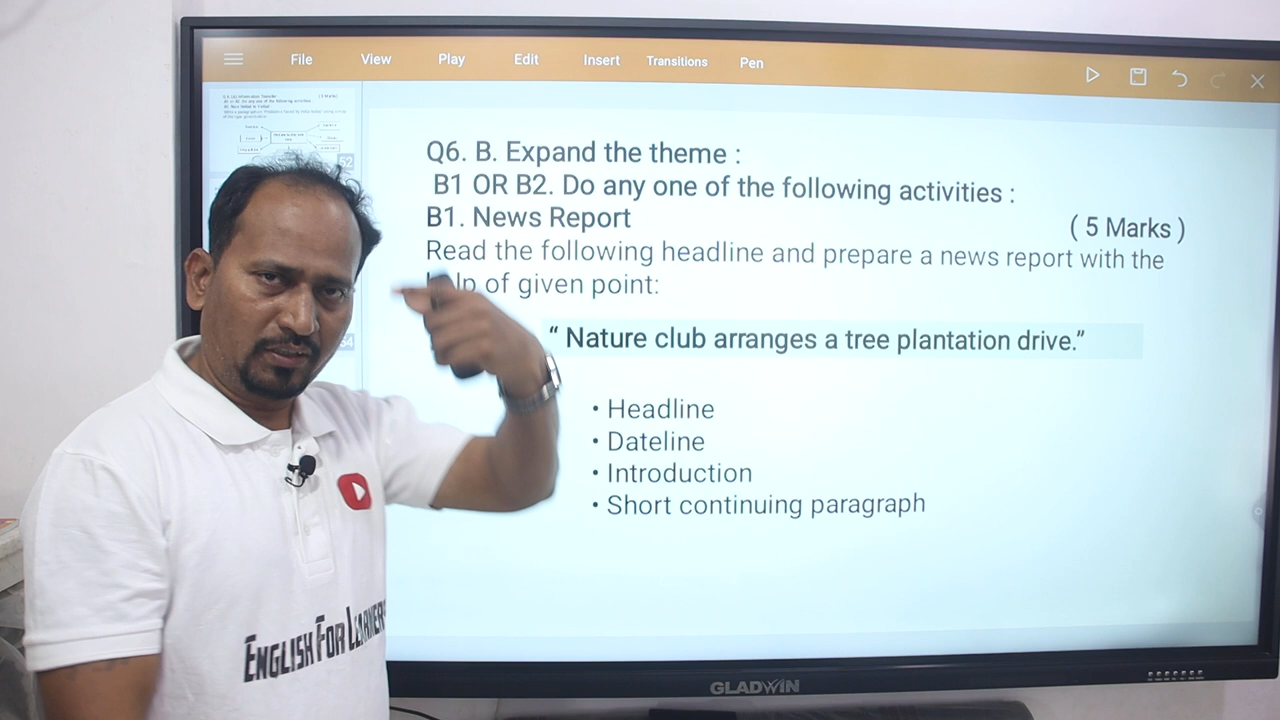 File View Play Edit Insert Transitions Pen
52
Q6. B. Expand the theme :
B1 OR B2. Do any one of the following activities :
B1. News Report
( 5 Marks )
Read the following headline and prepare a news report with the
of given point:
“ Nature club arranges a tree plantation drive.”
• Headline
• Dateline
• Introduction
• Short continuing paragraph
ENGLISH FOR LEARNERS
GLADWIN